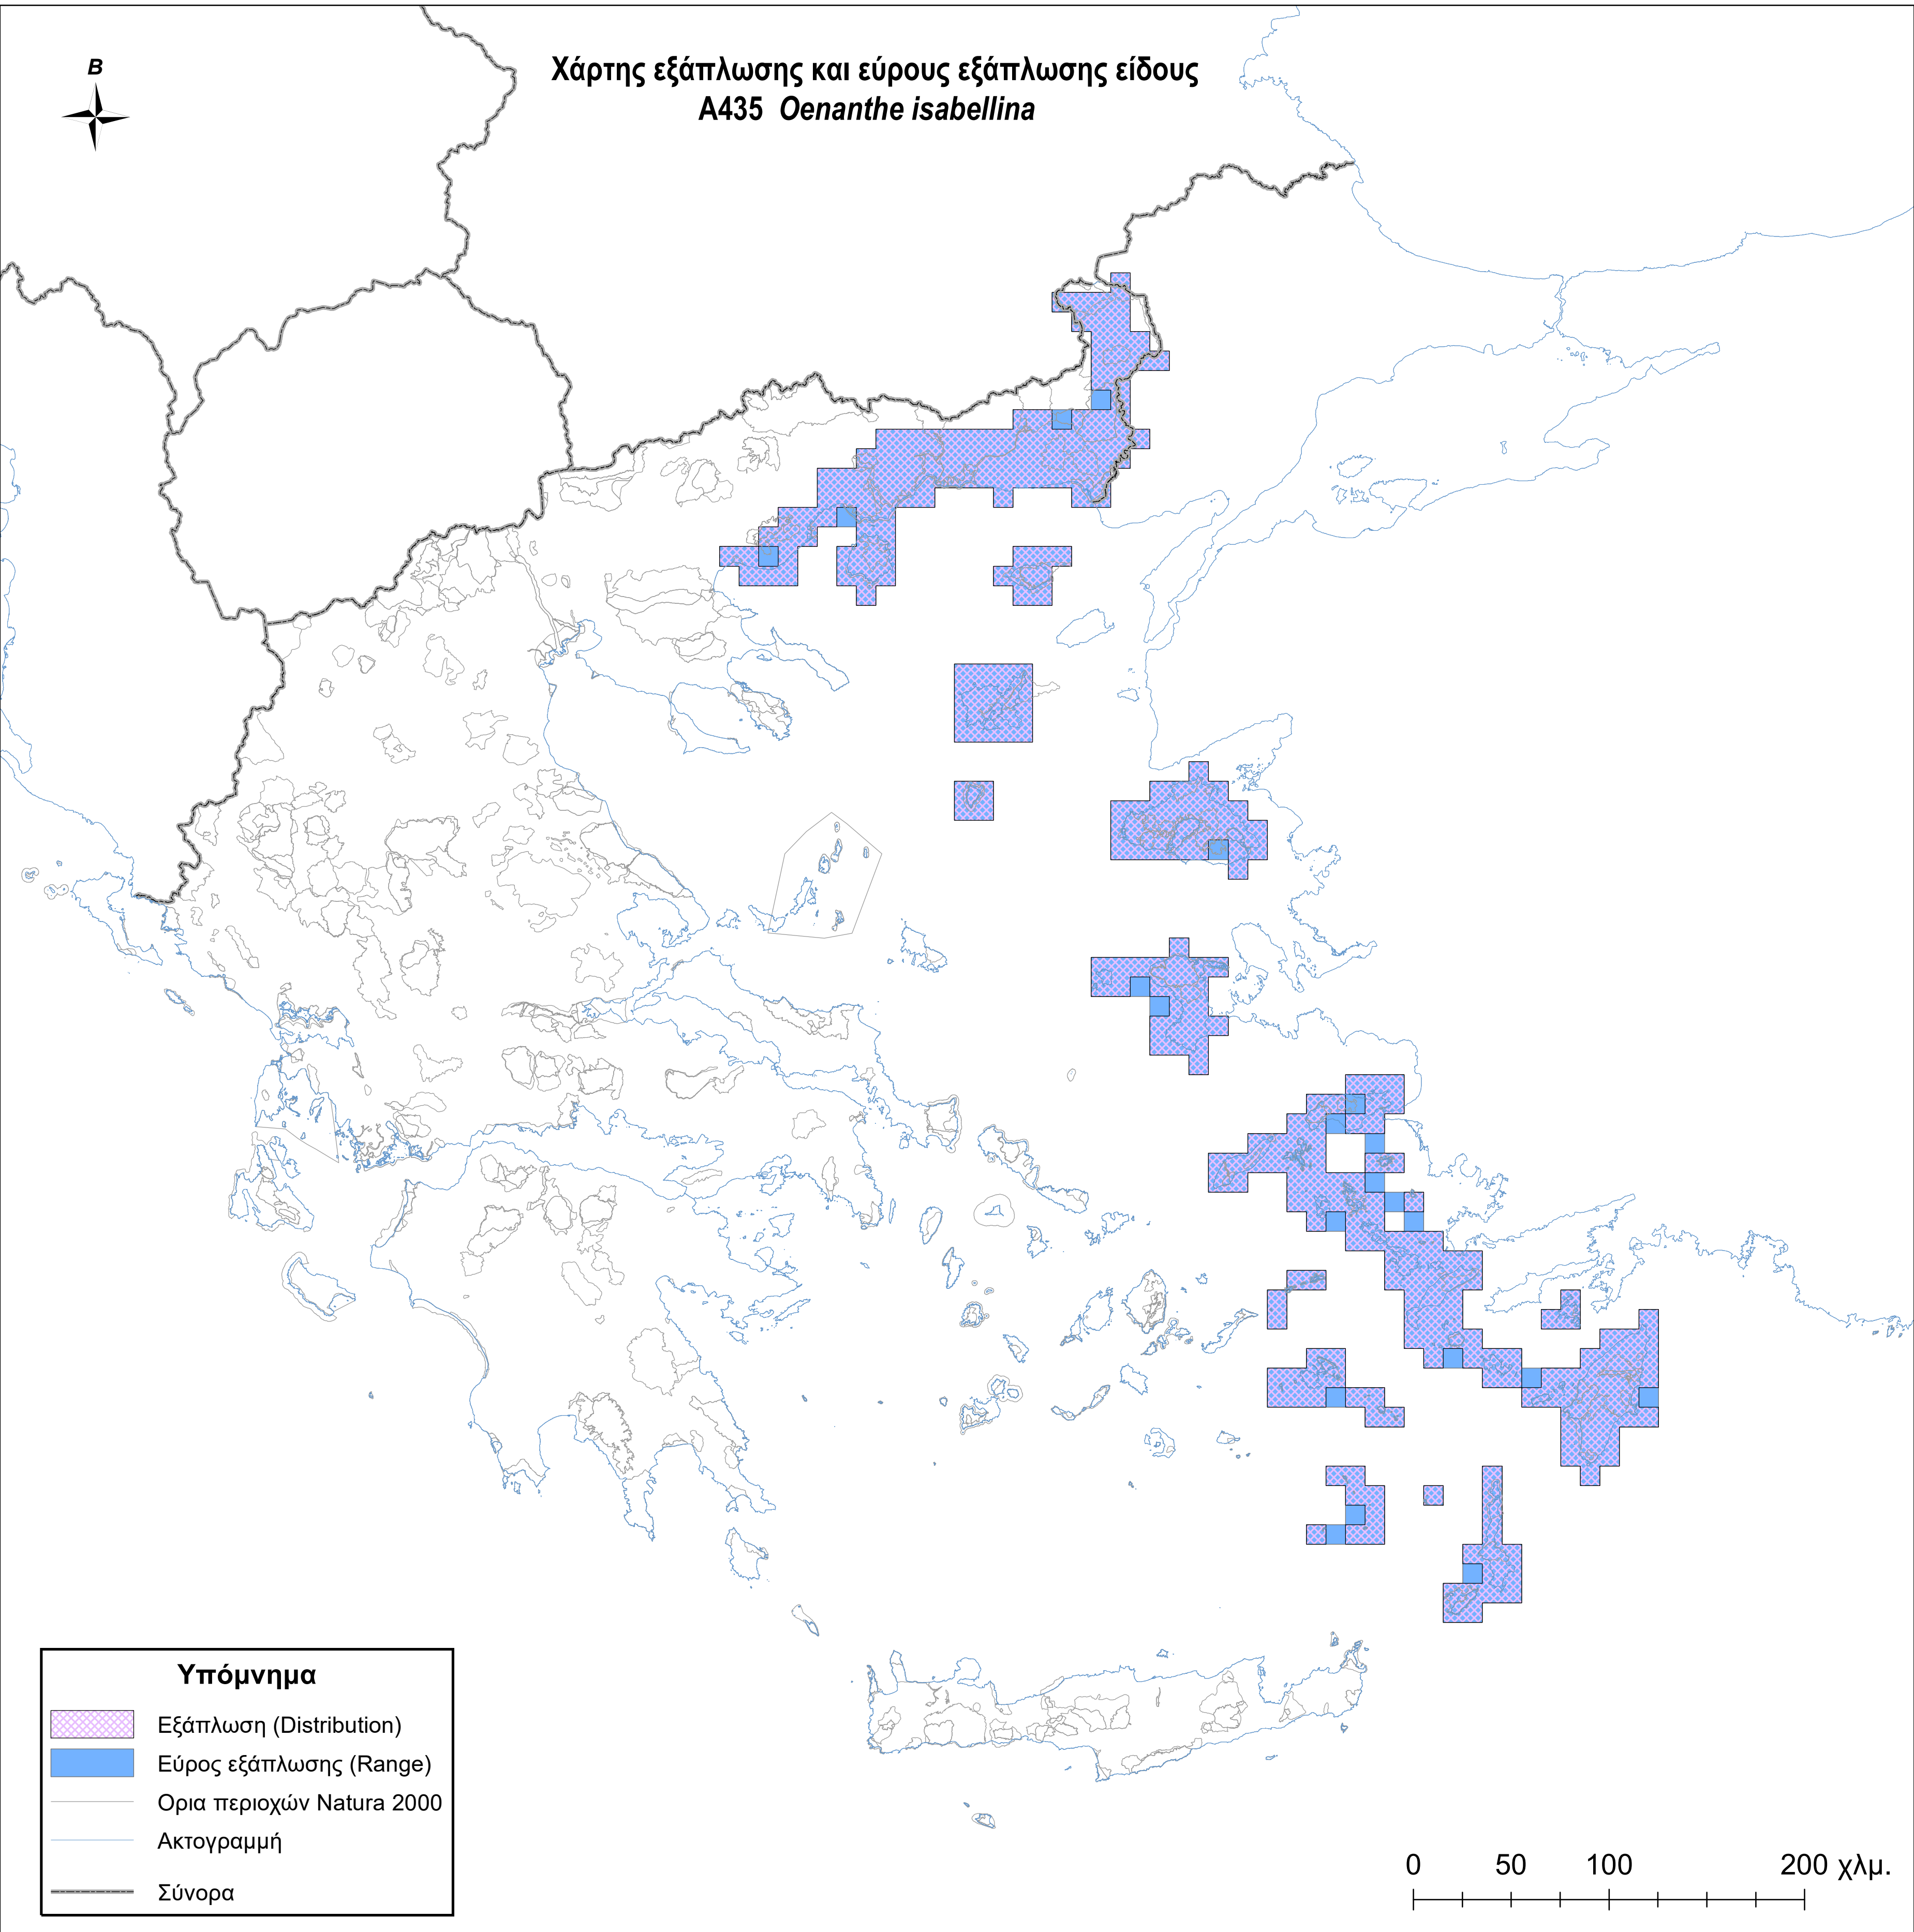 Χάρτης εξάπλωσης και εύρους εξάπλωσης είδους
A435 Oenanthe isabellina
Β
Υπόμνημα
Εξάπλωση (Distribution)
Εύρος εξάπλωσης (Range)
Ορια περιοχών Natura 2000
Ακτογραμμή
Σύνορα
0 50 100 200 χλμ.